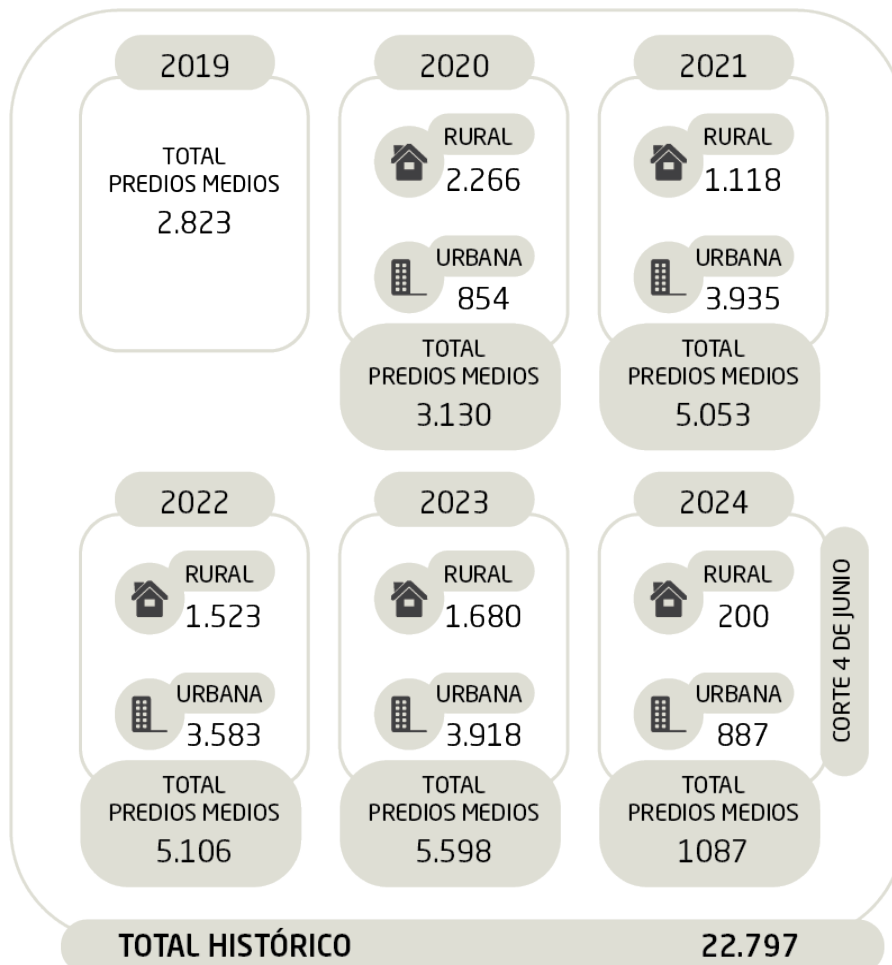 2019
TOTAL
PREDIOS MEDIOS
2.823
2020
RURAL
2.266
URBANA
854
TOTAL
PREDIOS MEDIOS
3.130
2021
RURAL
1.118
URBANA
3.935
TOTAL
PREDIOS MEDIOS
5.053
2022
RURAL
1.523
URBANA
3.583
TOTAL
PREDIOS MEDIOS
5.106
2023
RURAL
1.680
URBANA
3.918
TOTAL
PREDIOS MEDIOS
5.598
2024
RURAL
200
URBANA
887
TOTAL
PREDIOS MEDIOS
1087
CORTE 4 DE JUNIO
TOTAL HISTÓRICO 22.797